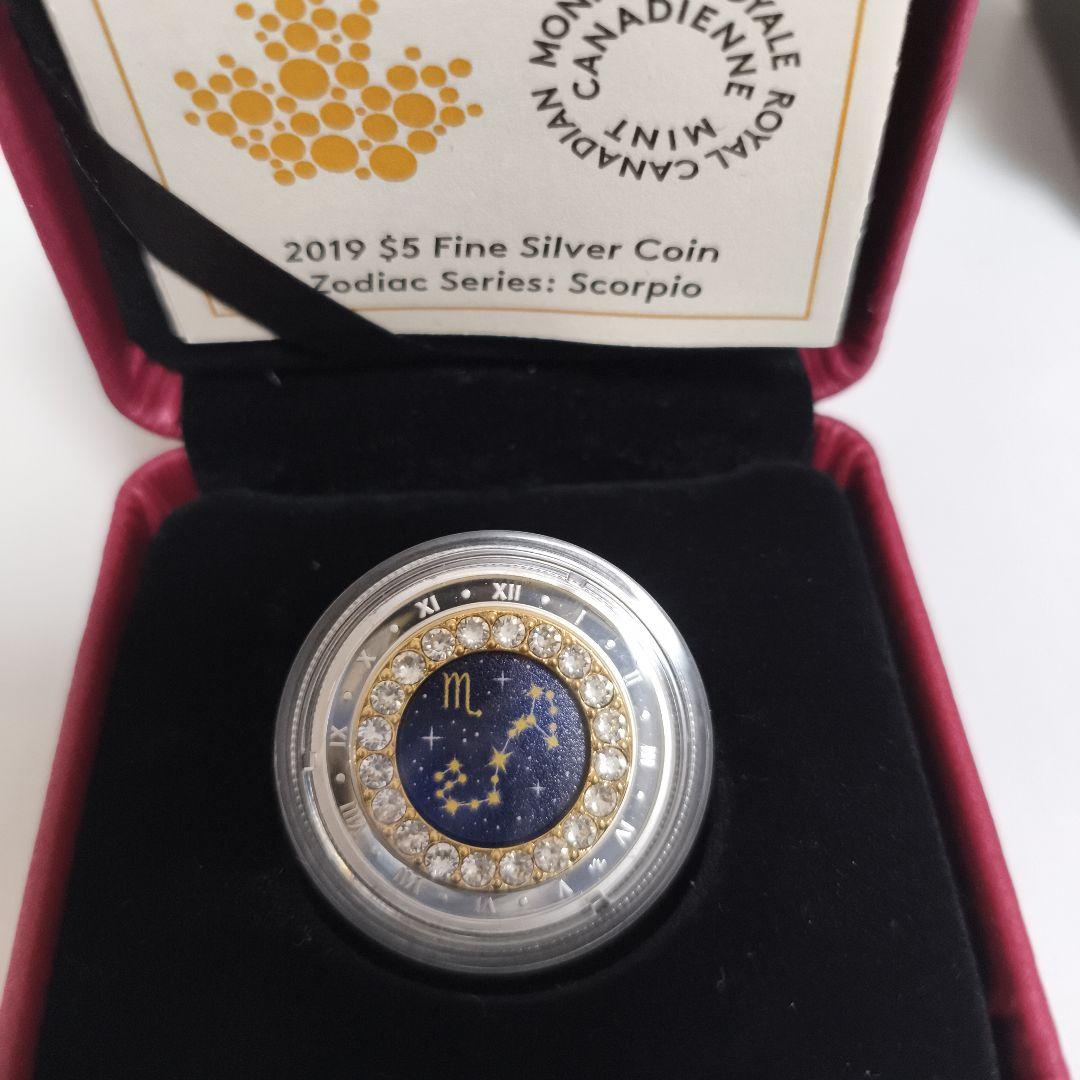 MONN
CANADIENNE
ROYALE
ROYAL CANADIAN
MINT
2019 $5 Fine Silver Coin
Zodiac Series: Scorpio
XII
I
II
III
IV
V
VI
VII
VIII
IX
X
XI
♏